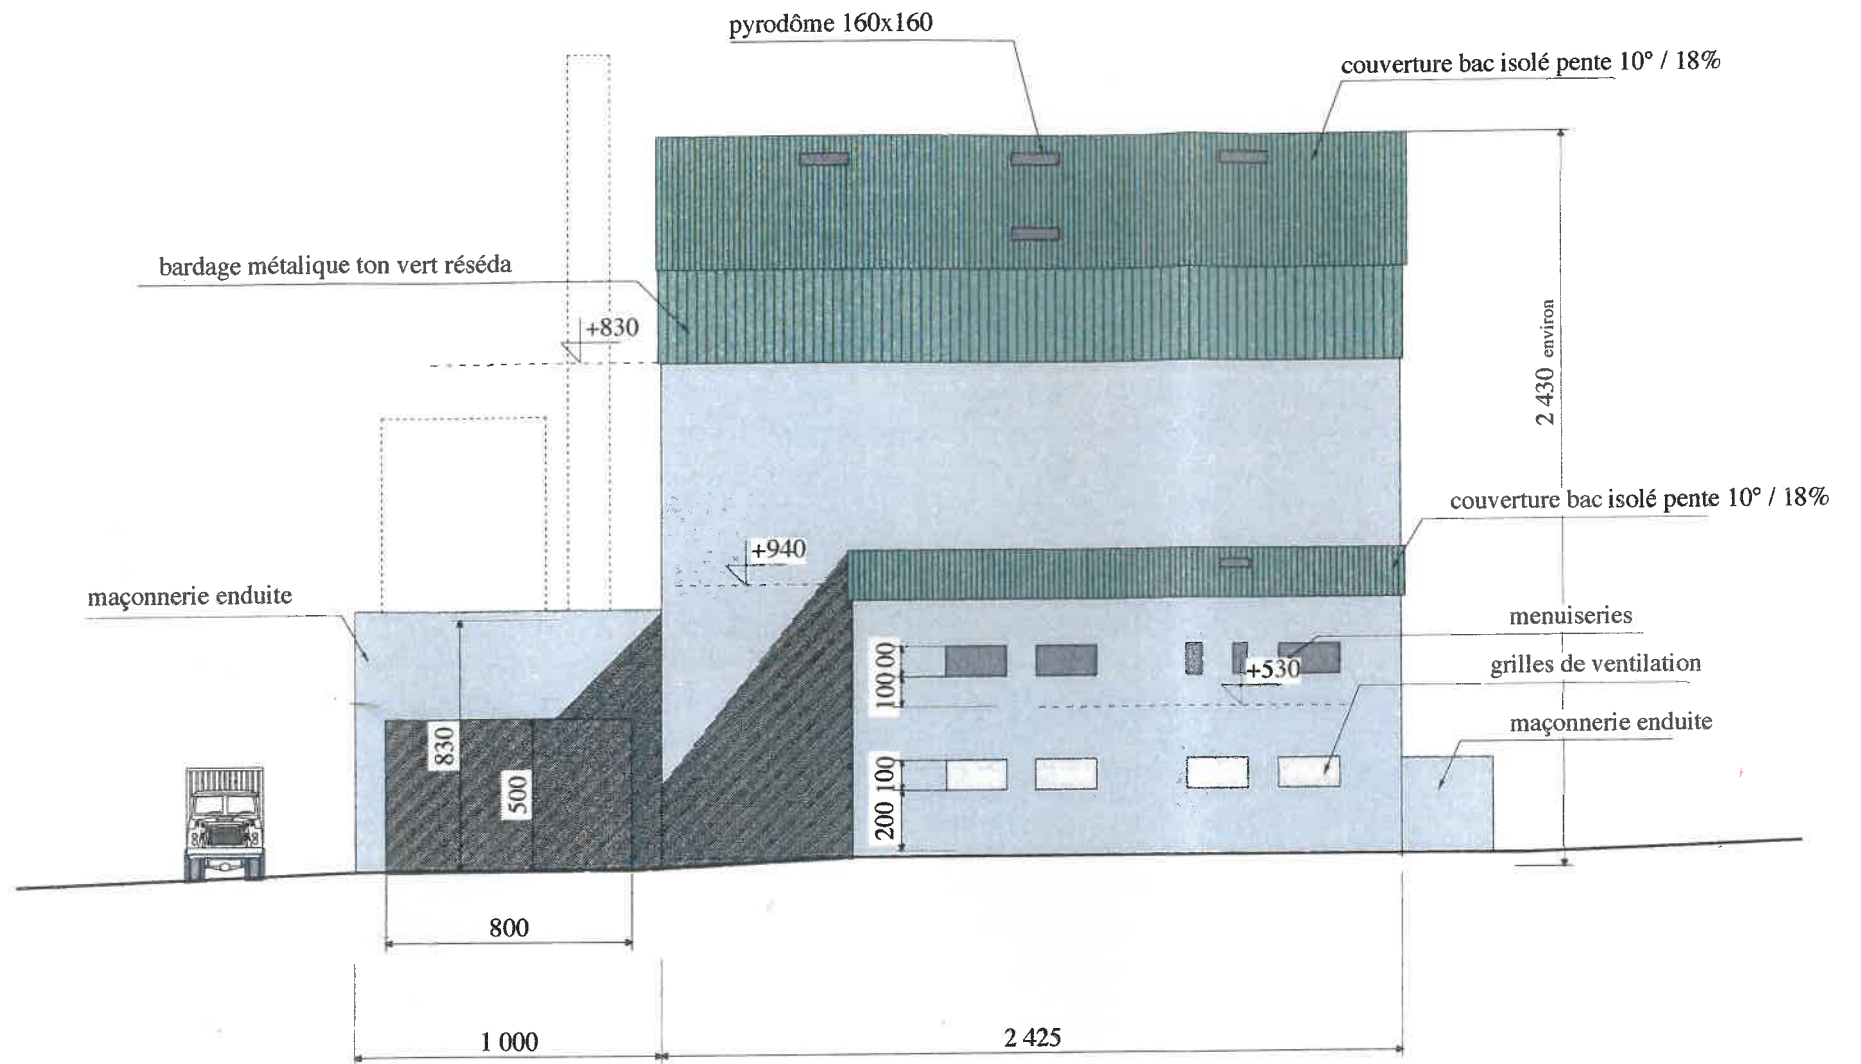 pyrodôme 160x160
couverture bac isolé pente 10° / 18%
bardage métalique ton vert réséda
+830
2 430 environ
couverture bac isolé pente 10° / 18%
+940
maçonnerie enduite
menuiseries
100 00
+530
grilles de ventilation
maçonnerie enduite
830
500
100
200
800
1 000
2 425